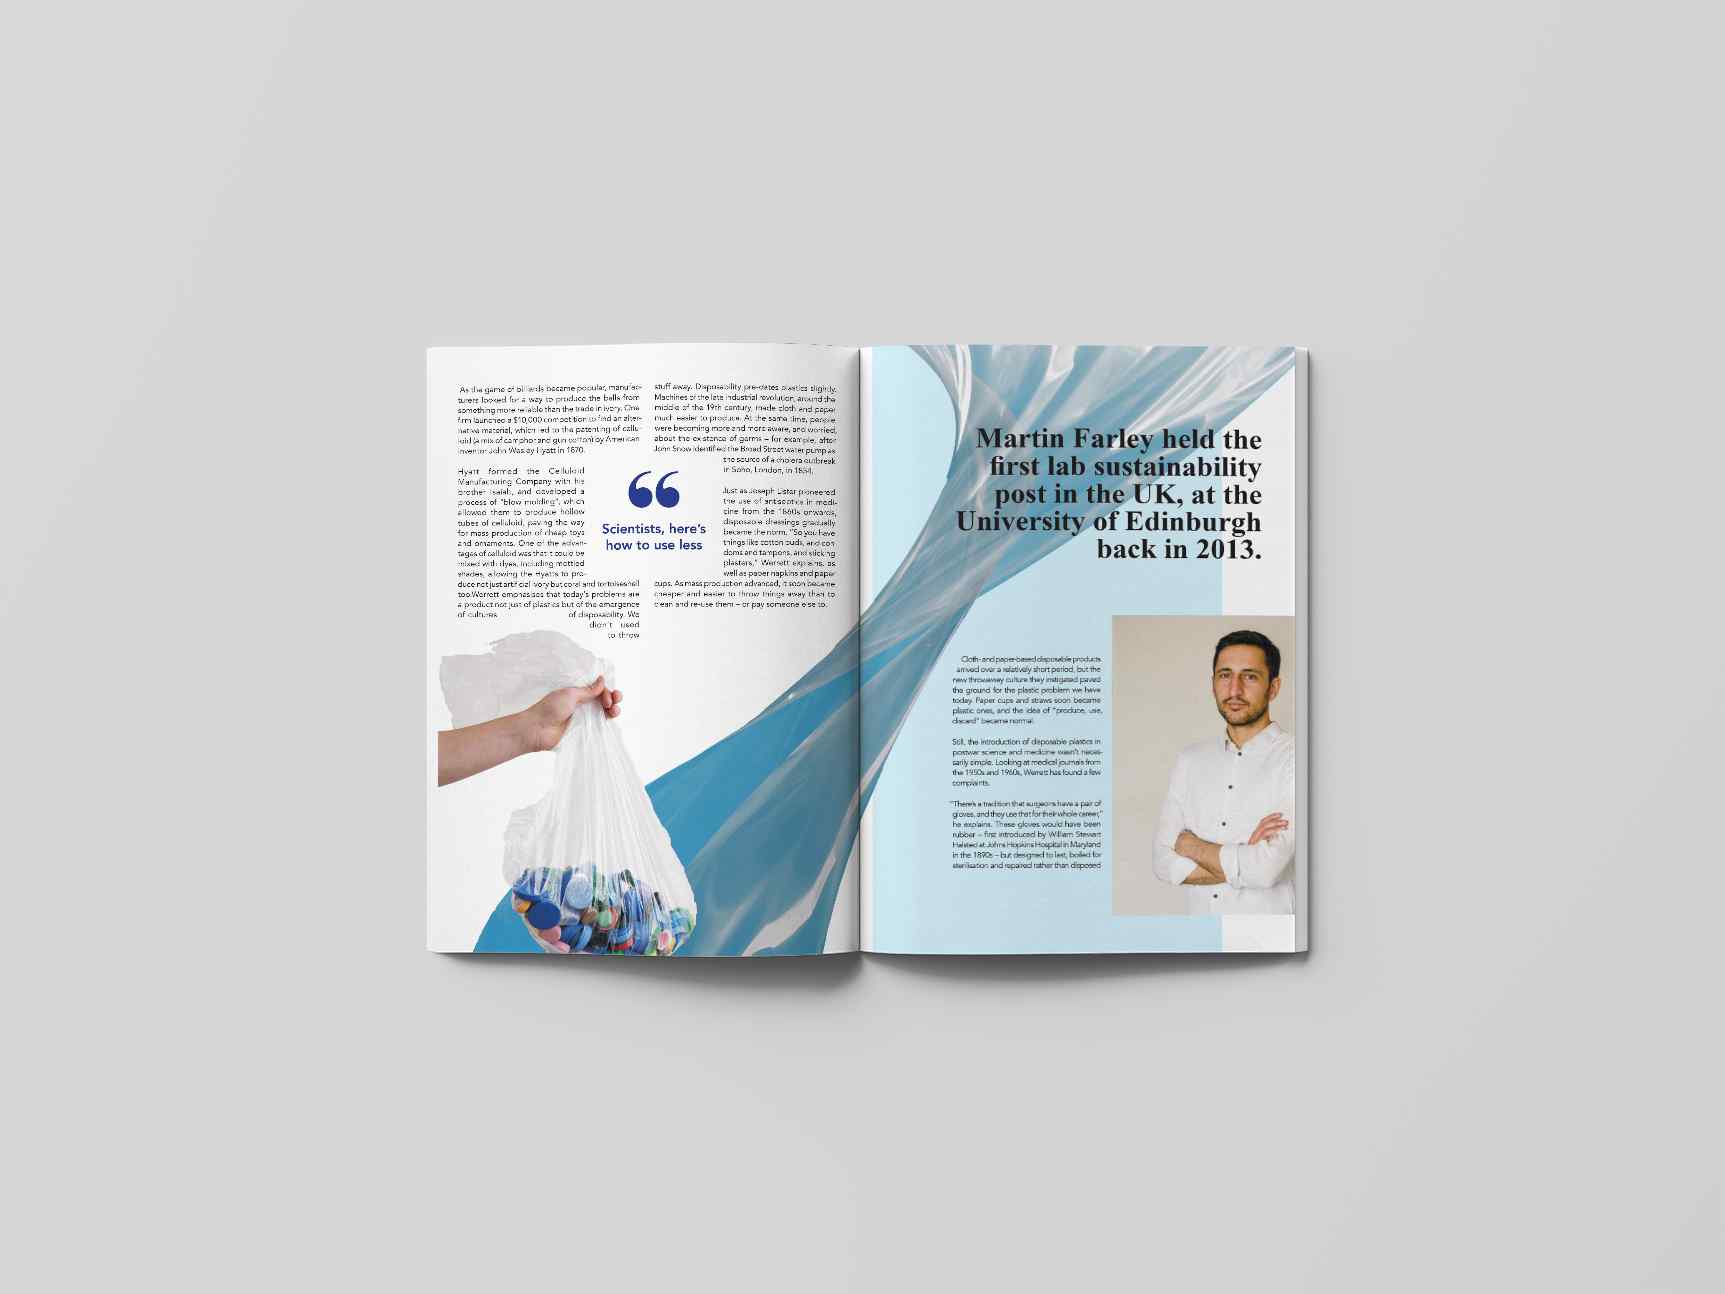 As the game of billiards became popular, manufac-
turers looked for a way to produce the balls from
something more reliable than the trade in ivory. One
firm launched a $10,000 competition to find an alter-
native material, which led to the patenting of cellu-
loid (a mix of camphor and gun cotton) by American
inventor John Wesley Hyatt in 1870.
Hyatt formed the Celluloid
Manufacturing Company with his
brother Isaiah, and developed a
process of "blow molding", which
allowed them to produce hollow
tubes of celluloid, paving the way
for mass production of cheap toys
and ornaments. One of the advan-
tages of celluloid was that it could be
mixed with dyes, including mottled
shades, allowing the Hyatts to pro-
duce not just artificial ivory but coral and tortoiseshell
too.Werrett emphasises that today's problems are
a product not just of plastics but of the emergence
of cultures of disposability. We
didn't used
to throw
Scientists, here's
how to use less
stuff away. Disposability pre-dates plastics slightly.
Machines of the late industrial revolution, around the
middle of the 19th century, made cloth and paper
much easier to produce. At the same time, people
were becoming more and more aware, and worried,
about the existence of germs – for example, after
John Snow identified the Broad Street water pump as
the source of a cholera outbreak
in Soho, London, in 1854.
Just as Joseph Lister pioneered
the use of antiseptics in medi-
cine from the 1860s onwards,
disposable dressings gradually
became the norm. "So you have
things like cotton buds, and con-
doms and tampons, and sticking
plasters," Werrett explains, as
well as paper napkins and paper
cups. As mass production advanced, it soon became
cheaper and easier to throw things away than to
clean and re-use them – or pay someone else to.
Martin Farley held the
first lab sustainability
post in the UK, at the
University of Edinburgh
back in 2013.
Cloth- and paper-based disposable products
arrived over a relatively short period, but the
new throwaway culture they instigated paved
the ground for the plastic problem we have
today. Paper cups and straws soon became
plastic ones, and the idea of "produce, use,
discard" became normal.
Still, the introduction of disposable plastics in
postwar science and medicine wasn't neces-
sarily simple. Looking at medical journals from
the 1950s and 1960s, Werrett has found a few
complaints.
"There's a tradition that surgeons have a pair of
gloves, and they use that for their whole career,"
he explains. These gloves would have been
rubber – first introduced by William Stewart
Halsted at Johns Hopkins Hospital in Maryland
in the 1890s – but designed to last, boiled for
sterilisation and repaired rather than disposed